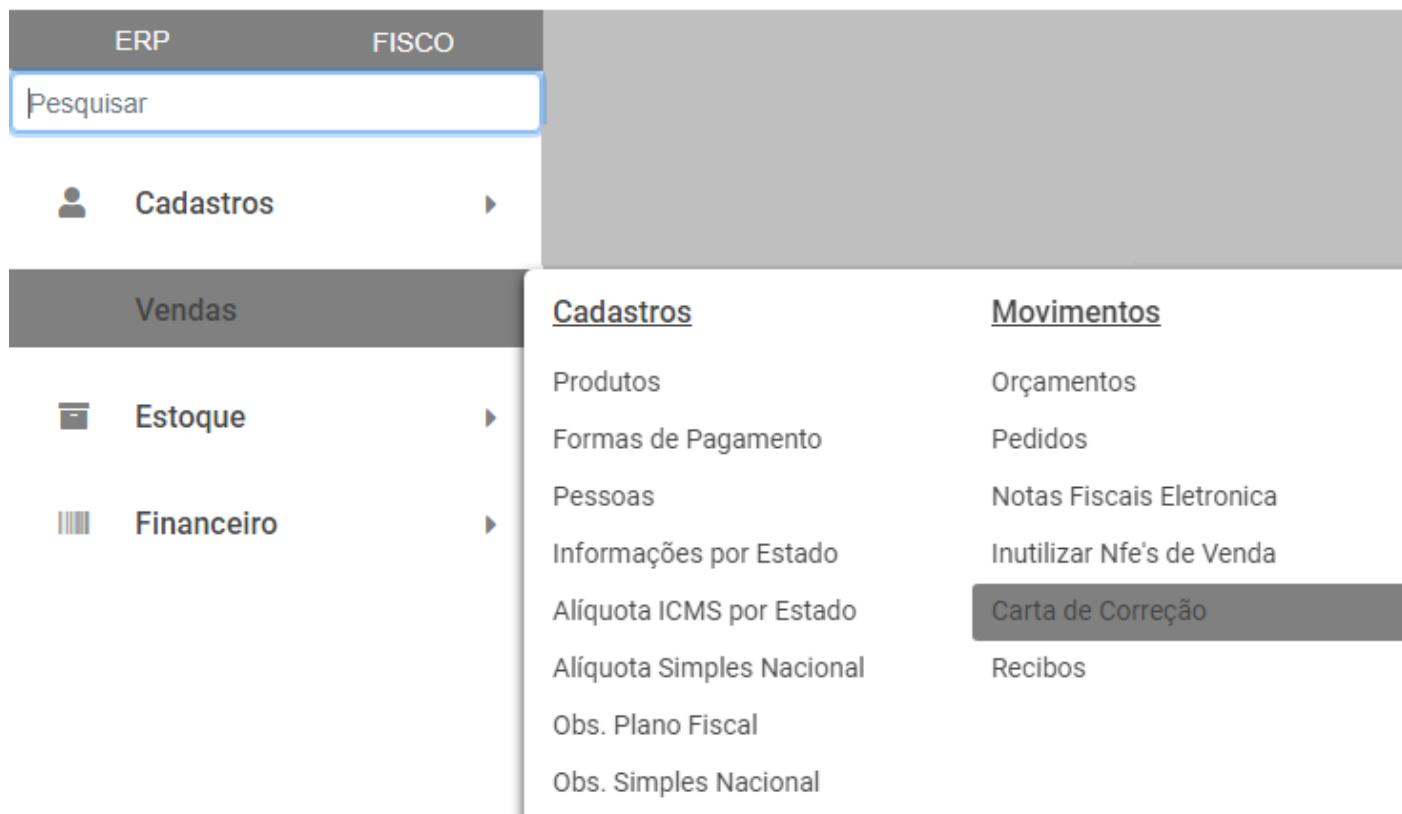 ERP FISCO
Pesquisar
Cadastros
Vendas
Estoque
Financeiro
Cadastros
Produtos
Formas de Pagamento
Pessoas
Informações por Estado
Alíquota ICMS por Estado
Alíquota Simples Nacional
Obs. Plano Fiscal
Obs. Simples Nacional
Movimentos
Orçamentos
Pedidos
Notas Fiscais Eletronica
Inutilizar Nfe's de Venda
Carta de Correção
Recibos